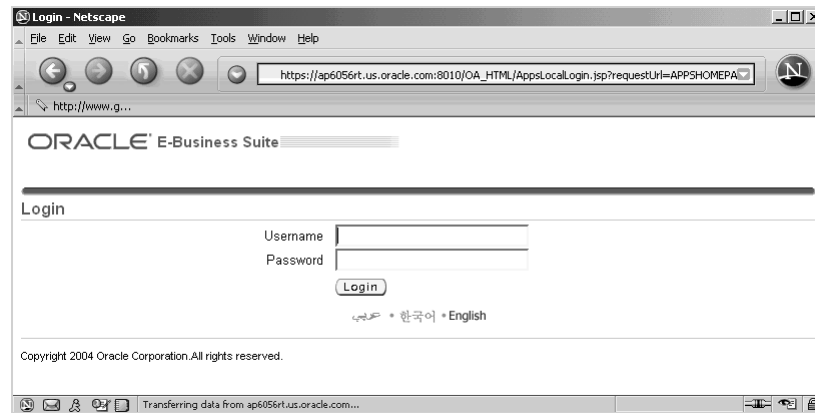 Login - Netscape
File Edit View Go Bookmarks Tools Window Help
https://ap6056rt.us.oracle.com:8010/OA_HTML/AppsLocalLogin.jsp?requestUrl=APPSHOMEPA
http://www.g...
ORACLE® E-Business Suite
Login
Username
Password
Login
عربي • 한국어 • English
Copyright 2004 Oracle Corporation.All rights reserved.
Transferring data from ap6056rt.us.oracle.com...